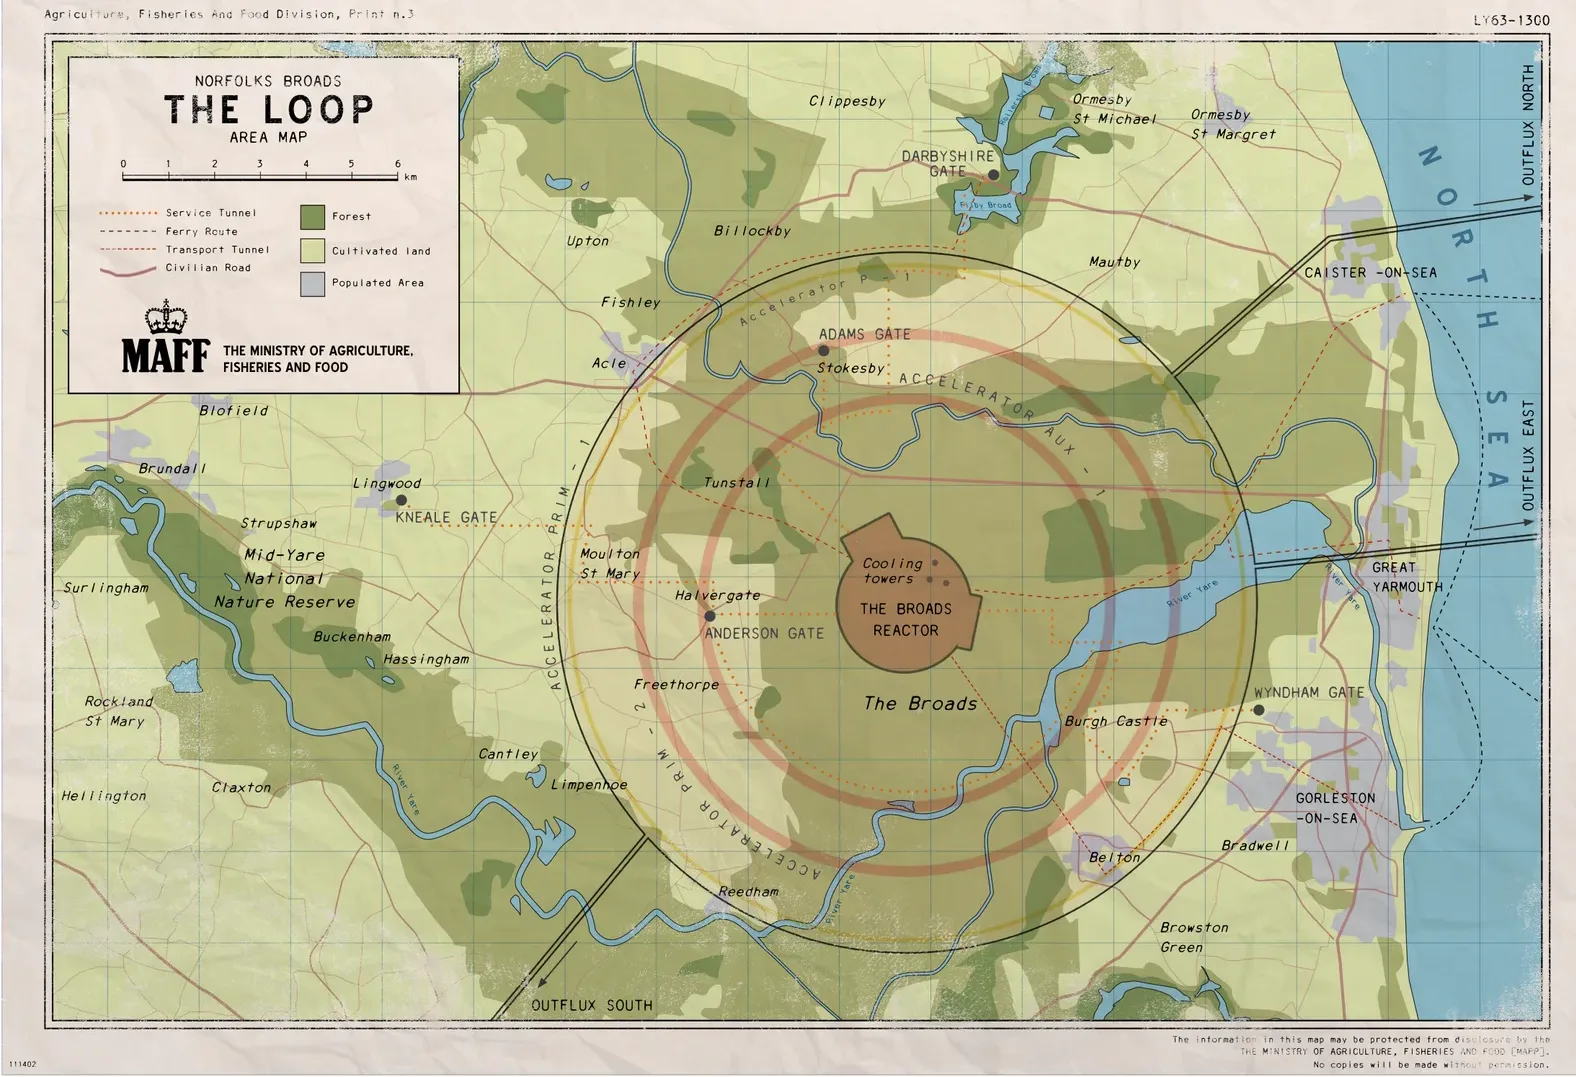 Agriculture, Fisheries And Food Division, Print n.3
LY63-1300
NORFOLKS BROADS
THE LOOP
AREA MAP
0 1 2 3 4 5 6
km
Service Tunnel
Ferry Route
Transport Tunnel
Civilian Road
Forest
Cultivated land
Populated Area
MAFF
THE MINISTRY OF AGRICULTURE,
FISHERIES AND FOOD
Clippesby
Ormesby
St Michael
Ormesby
St Margret
DARBYSHIRE
GATE
Billockby
Upton
Mautby
Fishley
Accelerator P - 1
ADAMS GATE
Stokesby
ACCELERATOR AUX - 1
Acle
CAISTER -ON-SEA
NORTH SEA
OUTFLUX NORTH
OUTFLUX EAST
Blofield
Brundall
Lingwood
KNEALE GATE
Strupshaw
Mid-Yare
National
Nature Reserve
Surlingham
Buckenham
Hassingham
Rockland
St Mary
Claxton
Hellington
Cantley
Limpenhoe
River Yare
Tunstall
ACCELERATOR PRIM - 1
Moulton
St Mary
Halvergate
ANDERSON GATE
Freethorpe
ACCELERATOR PRIM - 2
Cooling
towers
THE BROADS
REACTOR
The Broads
River Yare
River Yare
GREAT
YARMOUTH
WYNDHAM GATE
Burgh Castle
GORLESTON
-ON-SEA
Bradwell
Belton
Browston
Green
Reedham
River Yare
OUTFLUX SOUTH
The information in this map may be protected from disclosure by the
THE MINISTRY OF AGRICULTURE, FISHERIES AND FOOD [MAPP].
No copies will be made without permission.
111402